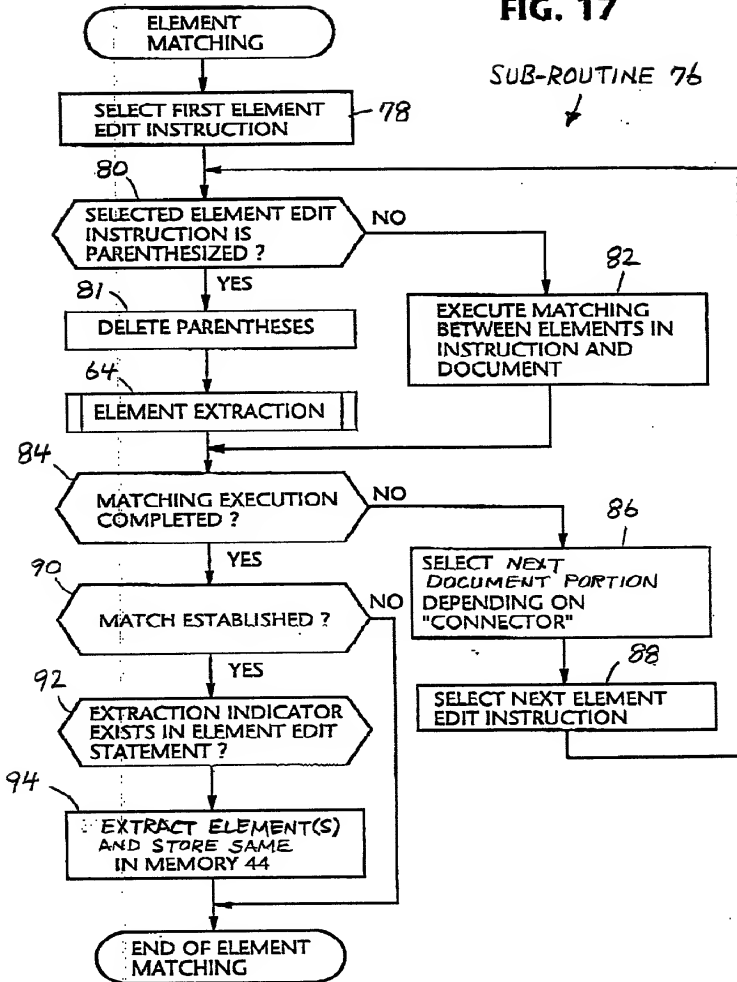 FIG. 17
ELEMENT
MATCHING
SUB-ROUTINE 76
SELECT FIRST ELEMENT
EDIT INSTRUCTION
78
80
SELECTED ELEMENT EDIT
INSTRUCTION IS
PARENTHESIZED ?
NO
YES
81
DELETE PARENTHESES
82
EXECUTE MATCHING
BETWEEN ELEMENTS IN
INSTRUCTION AND
DOCUMENT
64
ELEMENT EXTRACTION
84
MATCHING EXECUTION
COMPLETED ?
NO
YES
86
SELECT NEXT
DOCUMENT PORTION
DEPENDING ON
"CONNECTOR"
90
MATCH ESTABLISHED ?
NO
YES
88
SELECT NEXT ELEMENT
EDIT INSTRUCTION
92
EXTRACTION INDICATOR
EXISTS IN ELEMENT EDIT
STATEMENT ?
94
EXTRACT ELEMENT(S)
AND STORE SAME
IN MEMORY 44
END OF ELEMENT
MATCHING